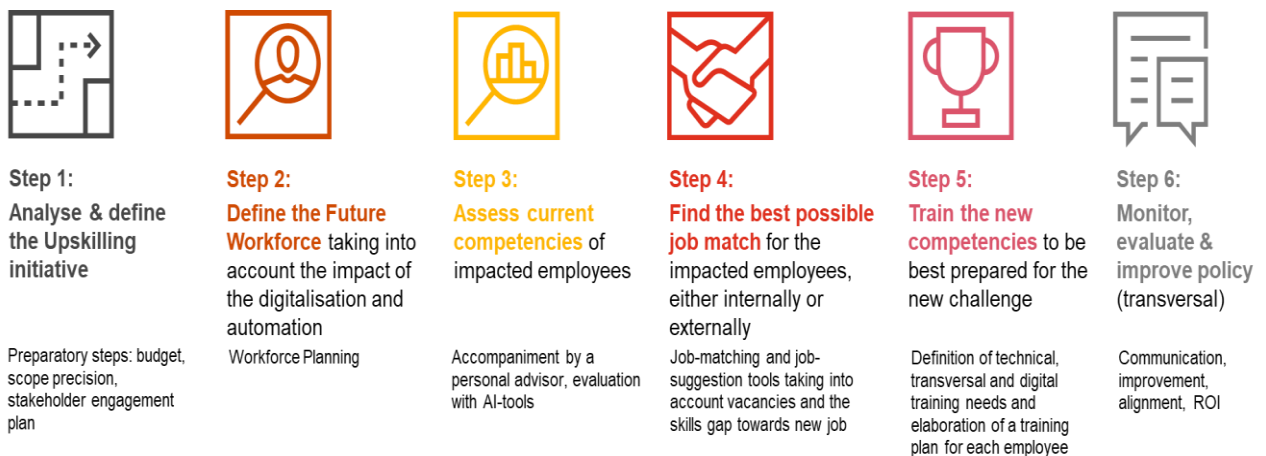 Step 1:
Analyse & define
the Upskilling
initiative
Preparatory steps: budget,
scope precision,
stakeholder engagement
plan
Step 2:
Define the Future
Workforce taking into
account the impact of
the digitalisation and
automation
Workforce Planning
Step 3:
Assess current
competencies of
impacted employees
Accompaniment by a
personal advisor, evaluation
with AI-tools
Step 4:
Find the best possible
job match for the
impacted employees,
either internally or
externally
Job-matching and job-
suggestion tools taking into
account vacancies and the
skills gap towards new job
Step 5:
Train the new
competencies to be
best prepared for the
new challenge
Definition of technical,
transversal and digital
training needs and
elaboration of a training
plan for each employee
Step 6:
Monitor,
evaluate &
improve policy
(transversal)
Communication,
improvement,
alignment, ROI